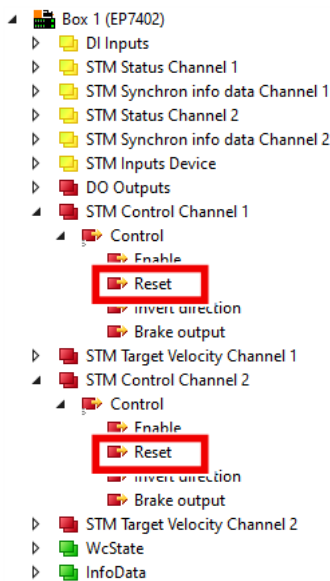 Box 1 (EP7402)
DI Inputs
STM Status Channel 1
STM Synchron info data Channel 1
STM Status Channel 2
STM Synchron info data Channel 2
STM Inputs Device
DO Outputs
STM Control Channel 1
Control
Enable
Reset
Invert direction
Brake output
STM Target Velocity Channel 1
STM Control Channel 2
Control
Enable
Reset
Invert direction
Brake output
STM Target Velocity Channel 2
WcState
InfoData